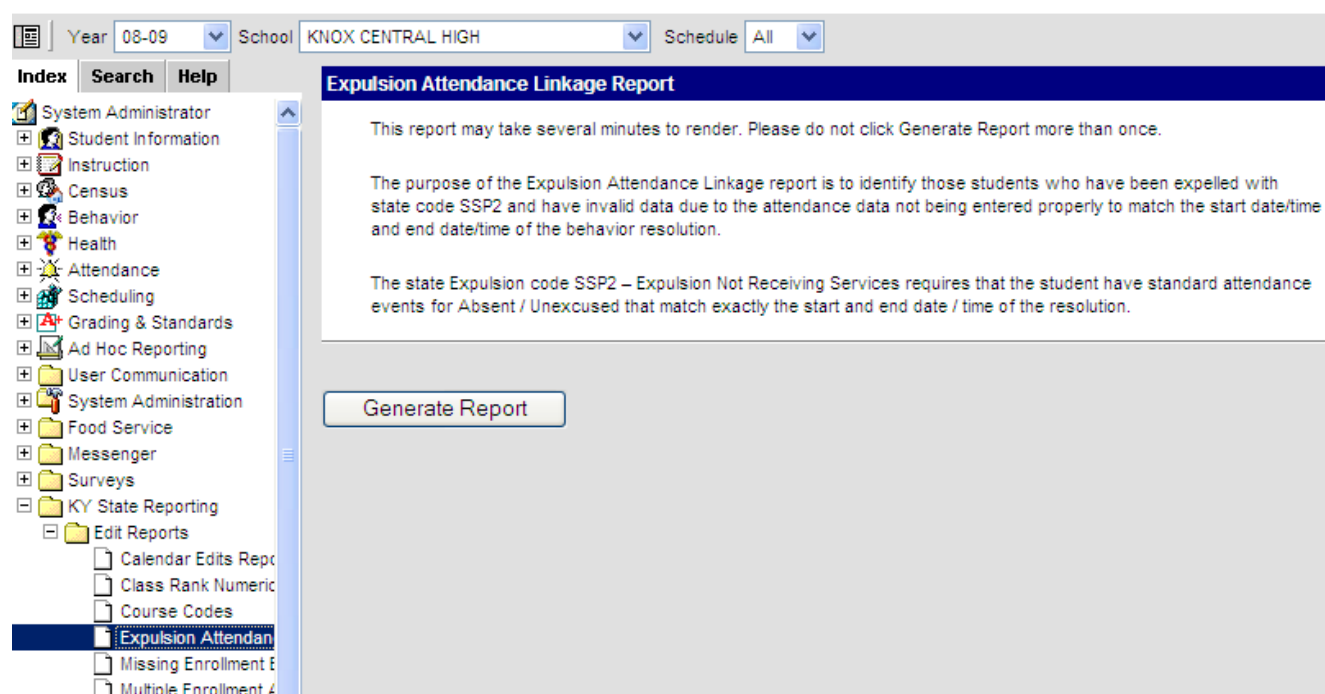 Year 08-09 School KNOX CENTRAL HIGH Schedule All
Index Search Help
System Administrator
Student Information
Instruction
Census
Behavior
Health
Attendance
Scheduling
Grading & Standards
Ad Hoc Reporting
User Communication
System Administration
Food Service
Messenger
Surveys
KY State Reporting
Edit Reports
Calendar Edits Repo
Class Rank Numeric
Course Codes
Expulsion Attendan
Missing Enrollment E
Multiple Enrollment A
Expulsion Attendance Linkage Report
This report may take several minutes to render. Please do not click Generate Report more than once.
The purpose of the Expulsion Attendance Linkage report is to identify those students who have been expelled with
state code SSP2 and have invalid data due to the attendance data not being entered properly to match the start date/time
and end date/time of the behavior resolution.
The state Expulsion code SSP2 – Expulsion Not Receiving Services requires that the student have standard attendance
events for Absent / Unexcused that match exactly the start and end date / time of the resolution.
Generate Report